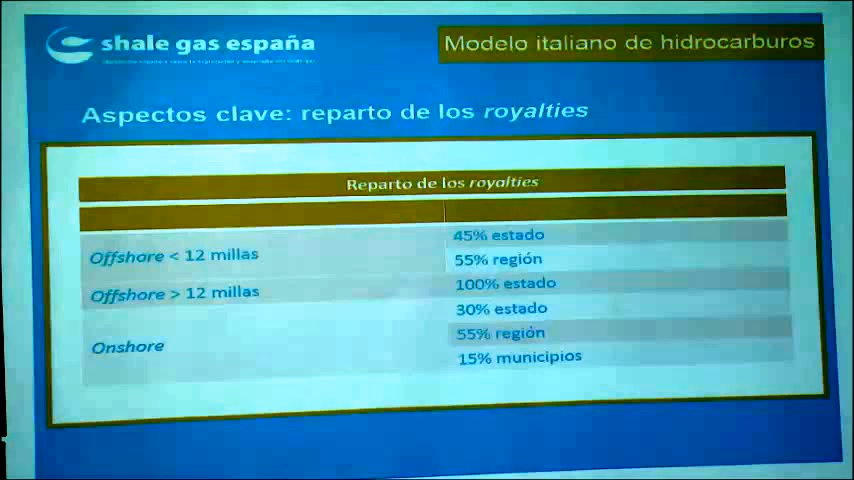 shale gas españa
Modelo italiano de hidrocarburos
Aspectos clave: reparto de los royalties
Reparto de los royalties
Offshore < 12 millas
45% estado
55% región
Offshore > 12 millas
100% estado
Onshore
30% estado
55% región
15% municipios